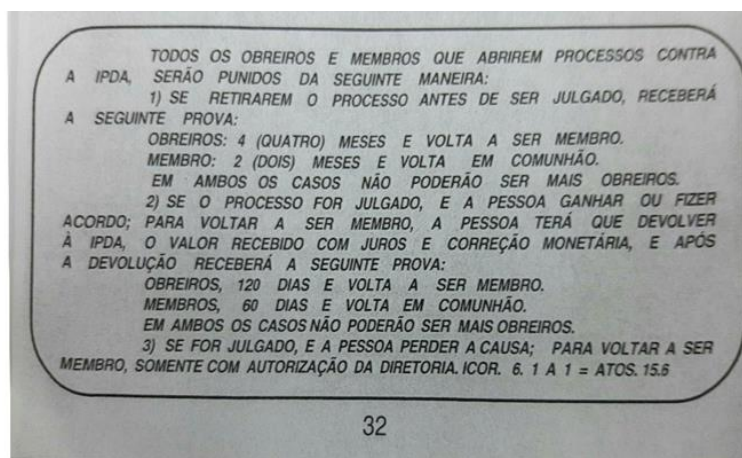 TODOS OS OBREIROS E MEMBROS QUE ABRIREM PROCESSOS CONTRA
A IPDA, SERÃO PUNIDOS DA SEGUINTE MANEIRA:
1) SE RETIRAREM O PROCESSO ANTES DE SER JULGADO, RECEBERÁ
A SEGUINTE PROVA:
OBREIROS: 4 (QUATRO) MESES E VOLTA A SER MEMBRO.
MEMBRO: 2 (DOIS) MESES E VOLTA EM COMUNHÃO.
EM AMBOS OS CASOS NÃO PODERÃO SER MAIS OBREIROS.
2) SE O PROCESSO FOR JULGADO, E A PESSOA GANHAR OU FIZER
ACORDO; PARA VOLTAR A SER MEMBRO, A PESSOA TERÁ QUE DEVOLVER
À IPDA, O VALOR RECEBIDO COM JUROS E CORREÇÃO MONETÁRIA, E APÓS
A DEVOLUÇÃO RECEBERÁ A SEGUINTE PROVA:
OBREIROS, 120 DIAS E VOLTA A SER MEMBRO.
MEMBROS, 60 DIAS E VOLTA EM COMUNHÃO.
EM AMBOS OS CASOS NÃO PODERÃO SER MAIS OBREIROS.
3) SE FOR JULGADO, E A PESSOA PERDER A CAUSA; PARA VOLTAR A SER
MEMBRO, SOMENTE COM AUTORIZAÇÃO DA DIRETORIA. ICOR. 6. 1 A 1 = ATOS. 15.6
32